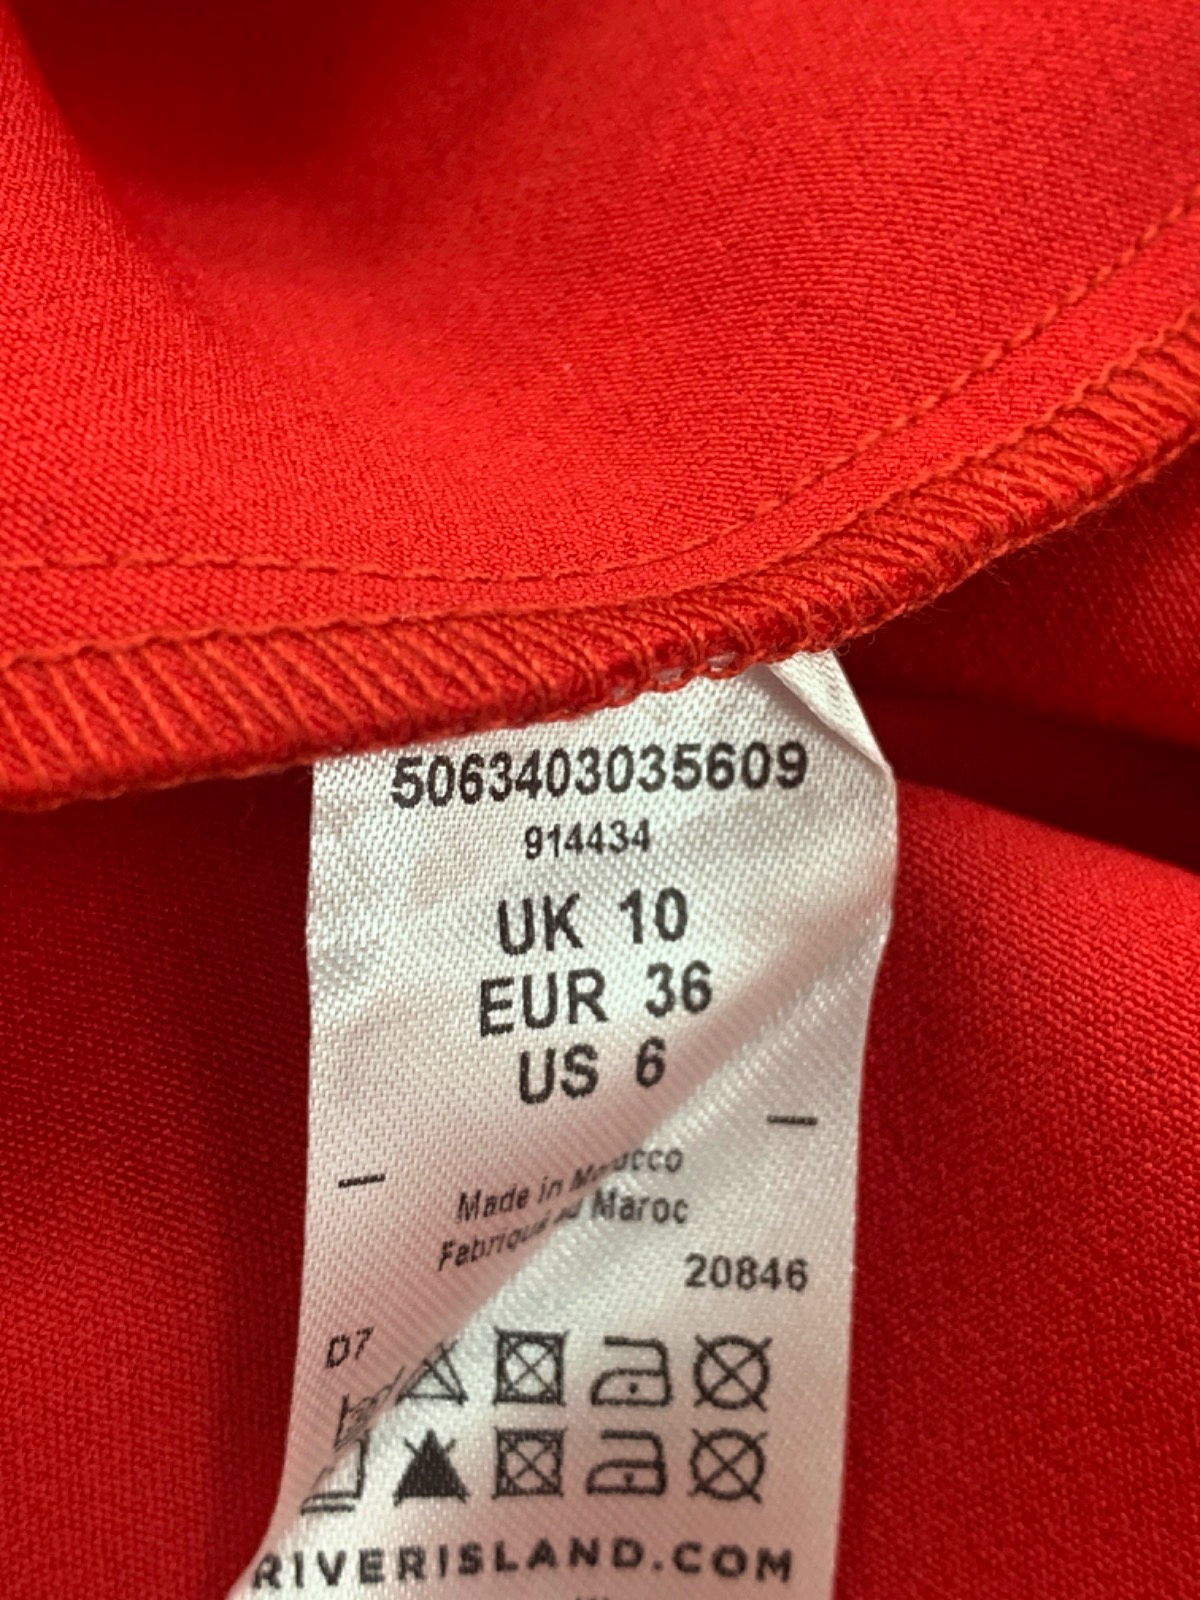 5063403035609
914434
UK 10
EUR 36
US 6
Made in Morocco
Fabriqué au Maroc
20846
D7
RIVERISLAND.COM